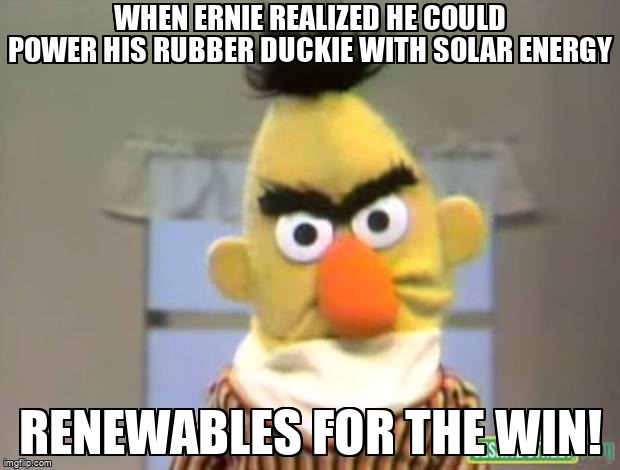 WHEN ERNIE REALIZED HE COULD
POWER HIS RUBBER DUCKIE WITH SOLAR ENERGY
RENEWABLES FOR THE WIN!
imgflip.com